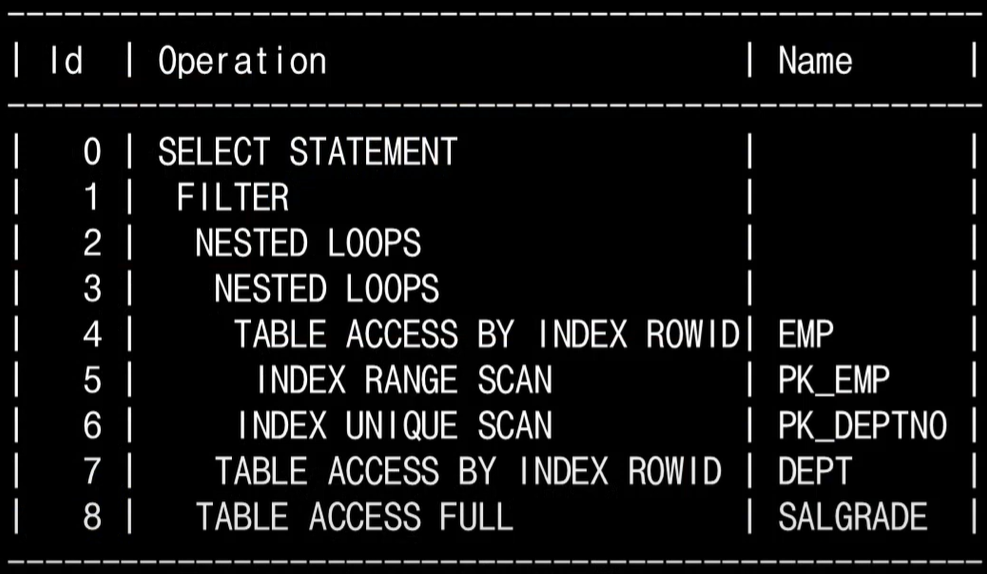 ---------------------------------------------------------
| Id  | Operation                      | Name      |
---------------------------------------------------------
|   0 | SELECT STATEMENT               |           |
|   1 |  FILTER                        |           |
|   2 |   NESTED LOOPS                 |           |
|   3 |    NESTED LOOPS                |           |
|   4 |     TABLE ACCESS BY INDEX ROWID| EMP       |
|   5 |      INDEX RANGE SCAN          | PK_EMP    |
|   6 |     INDEX UNIQUE SCAN          | PK_DEPTNO |
|   7 |    TABLE ACCESS BY INDEX ROWID | DEPT      |
|   8 |   TABLE ACCESS FULL            | SALGRADE  |
---------------------------------------------------------